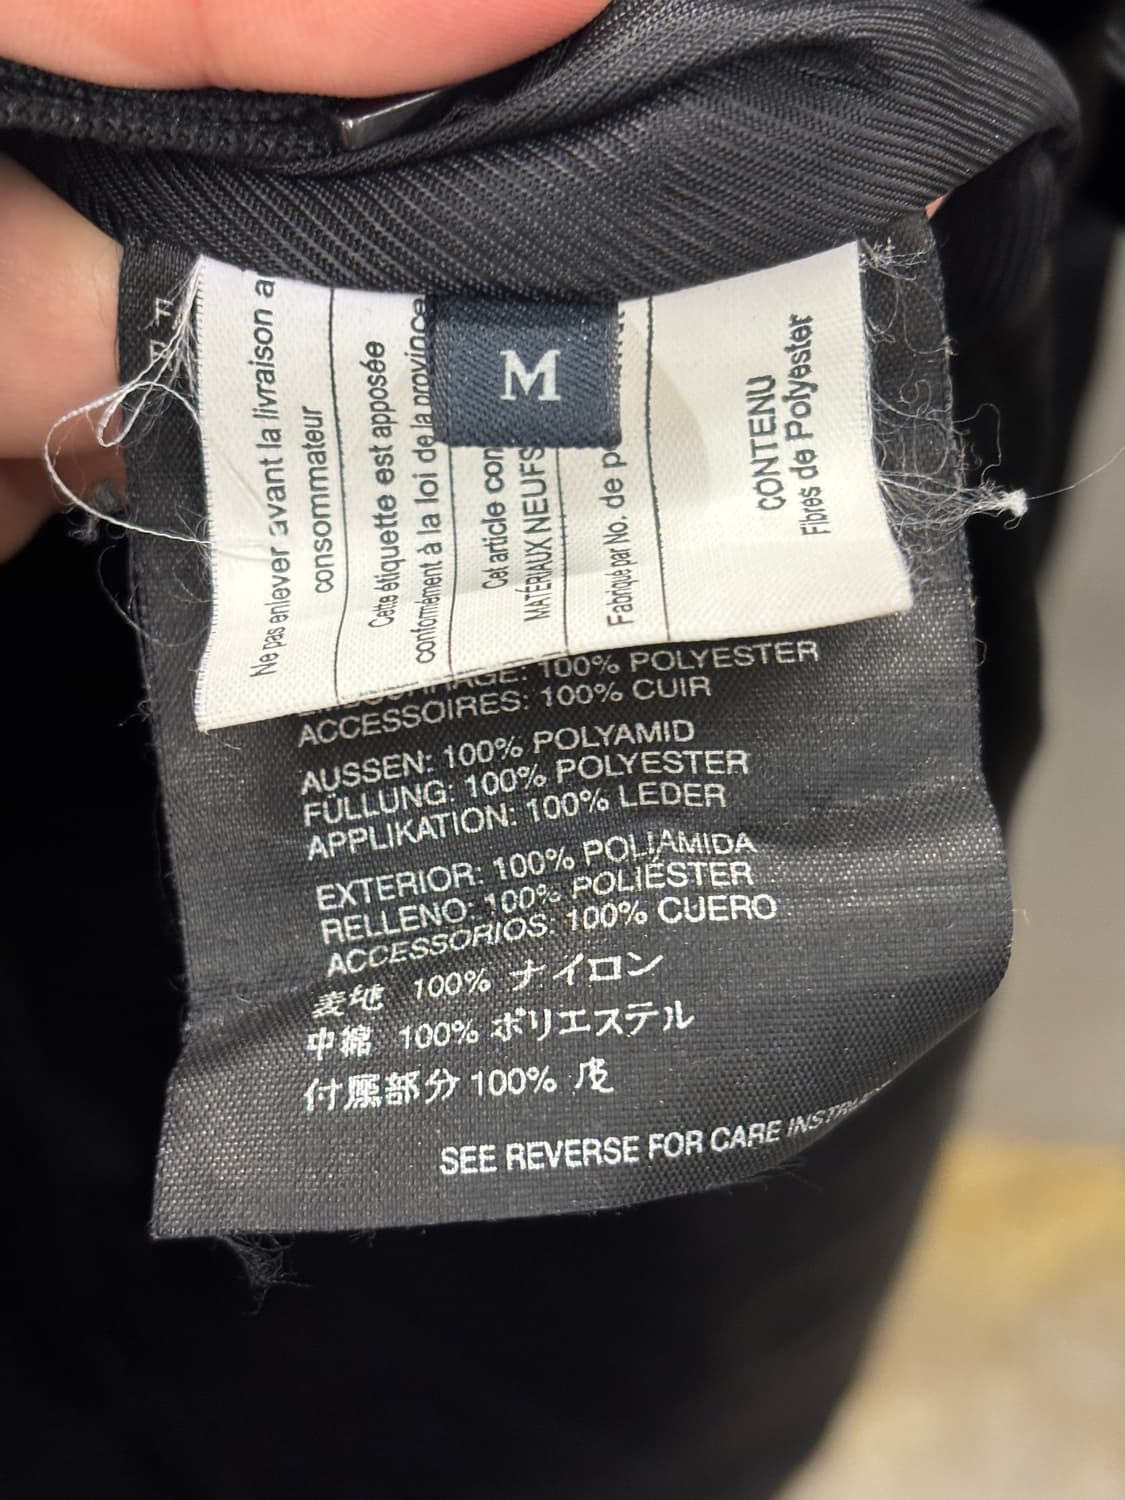 M
Ne pas enlever avant la livraison a
consommateur
Cette étiquette est apposée
conformément à la loi de la province
Cet article con
MATÉRIAUX NEUFS
Fabriqué par No. de p
CONTENU
Fibres de Polyester
100% POLYESTER
ACCESSOIRES: 100% CUIR
AUSSEN: 100% POLYAMID
FÜLLUNG: 100% POLYESTER
APPLIKATION: 100% LEDER
EXTERIOR: 100% POLIAMIDA
RELLENO: 100% POLIÉSTER
ACCESSORIOS: 100% CUERO
表地 100% ナイロン
中綿 100% ポリエステル
付属部分 100% 皮
SEE REVERSE FOR CARE INSTRU